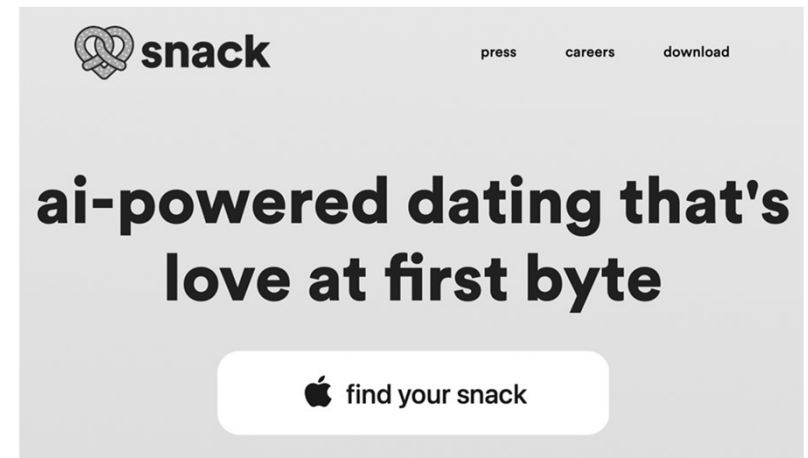 snack
press
careers
download
ai-powered dating that's
love at first byte
find your snack